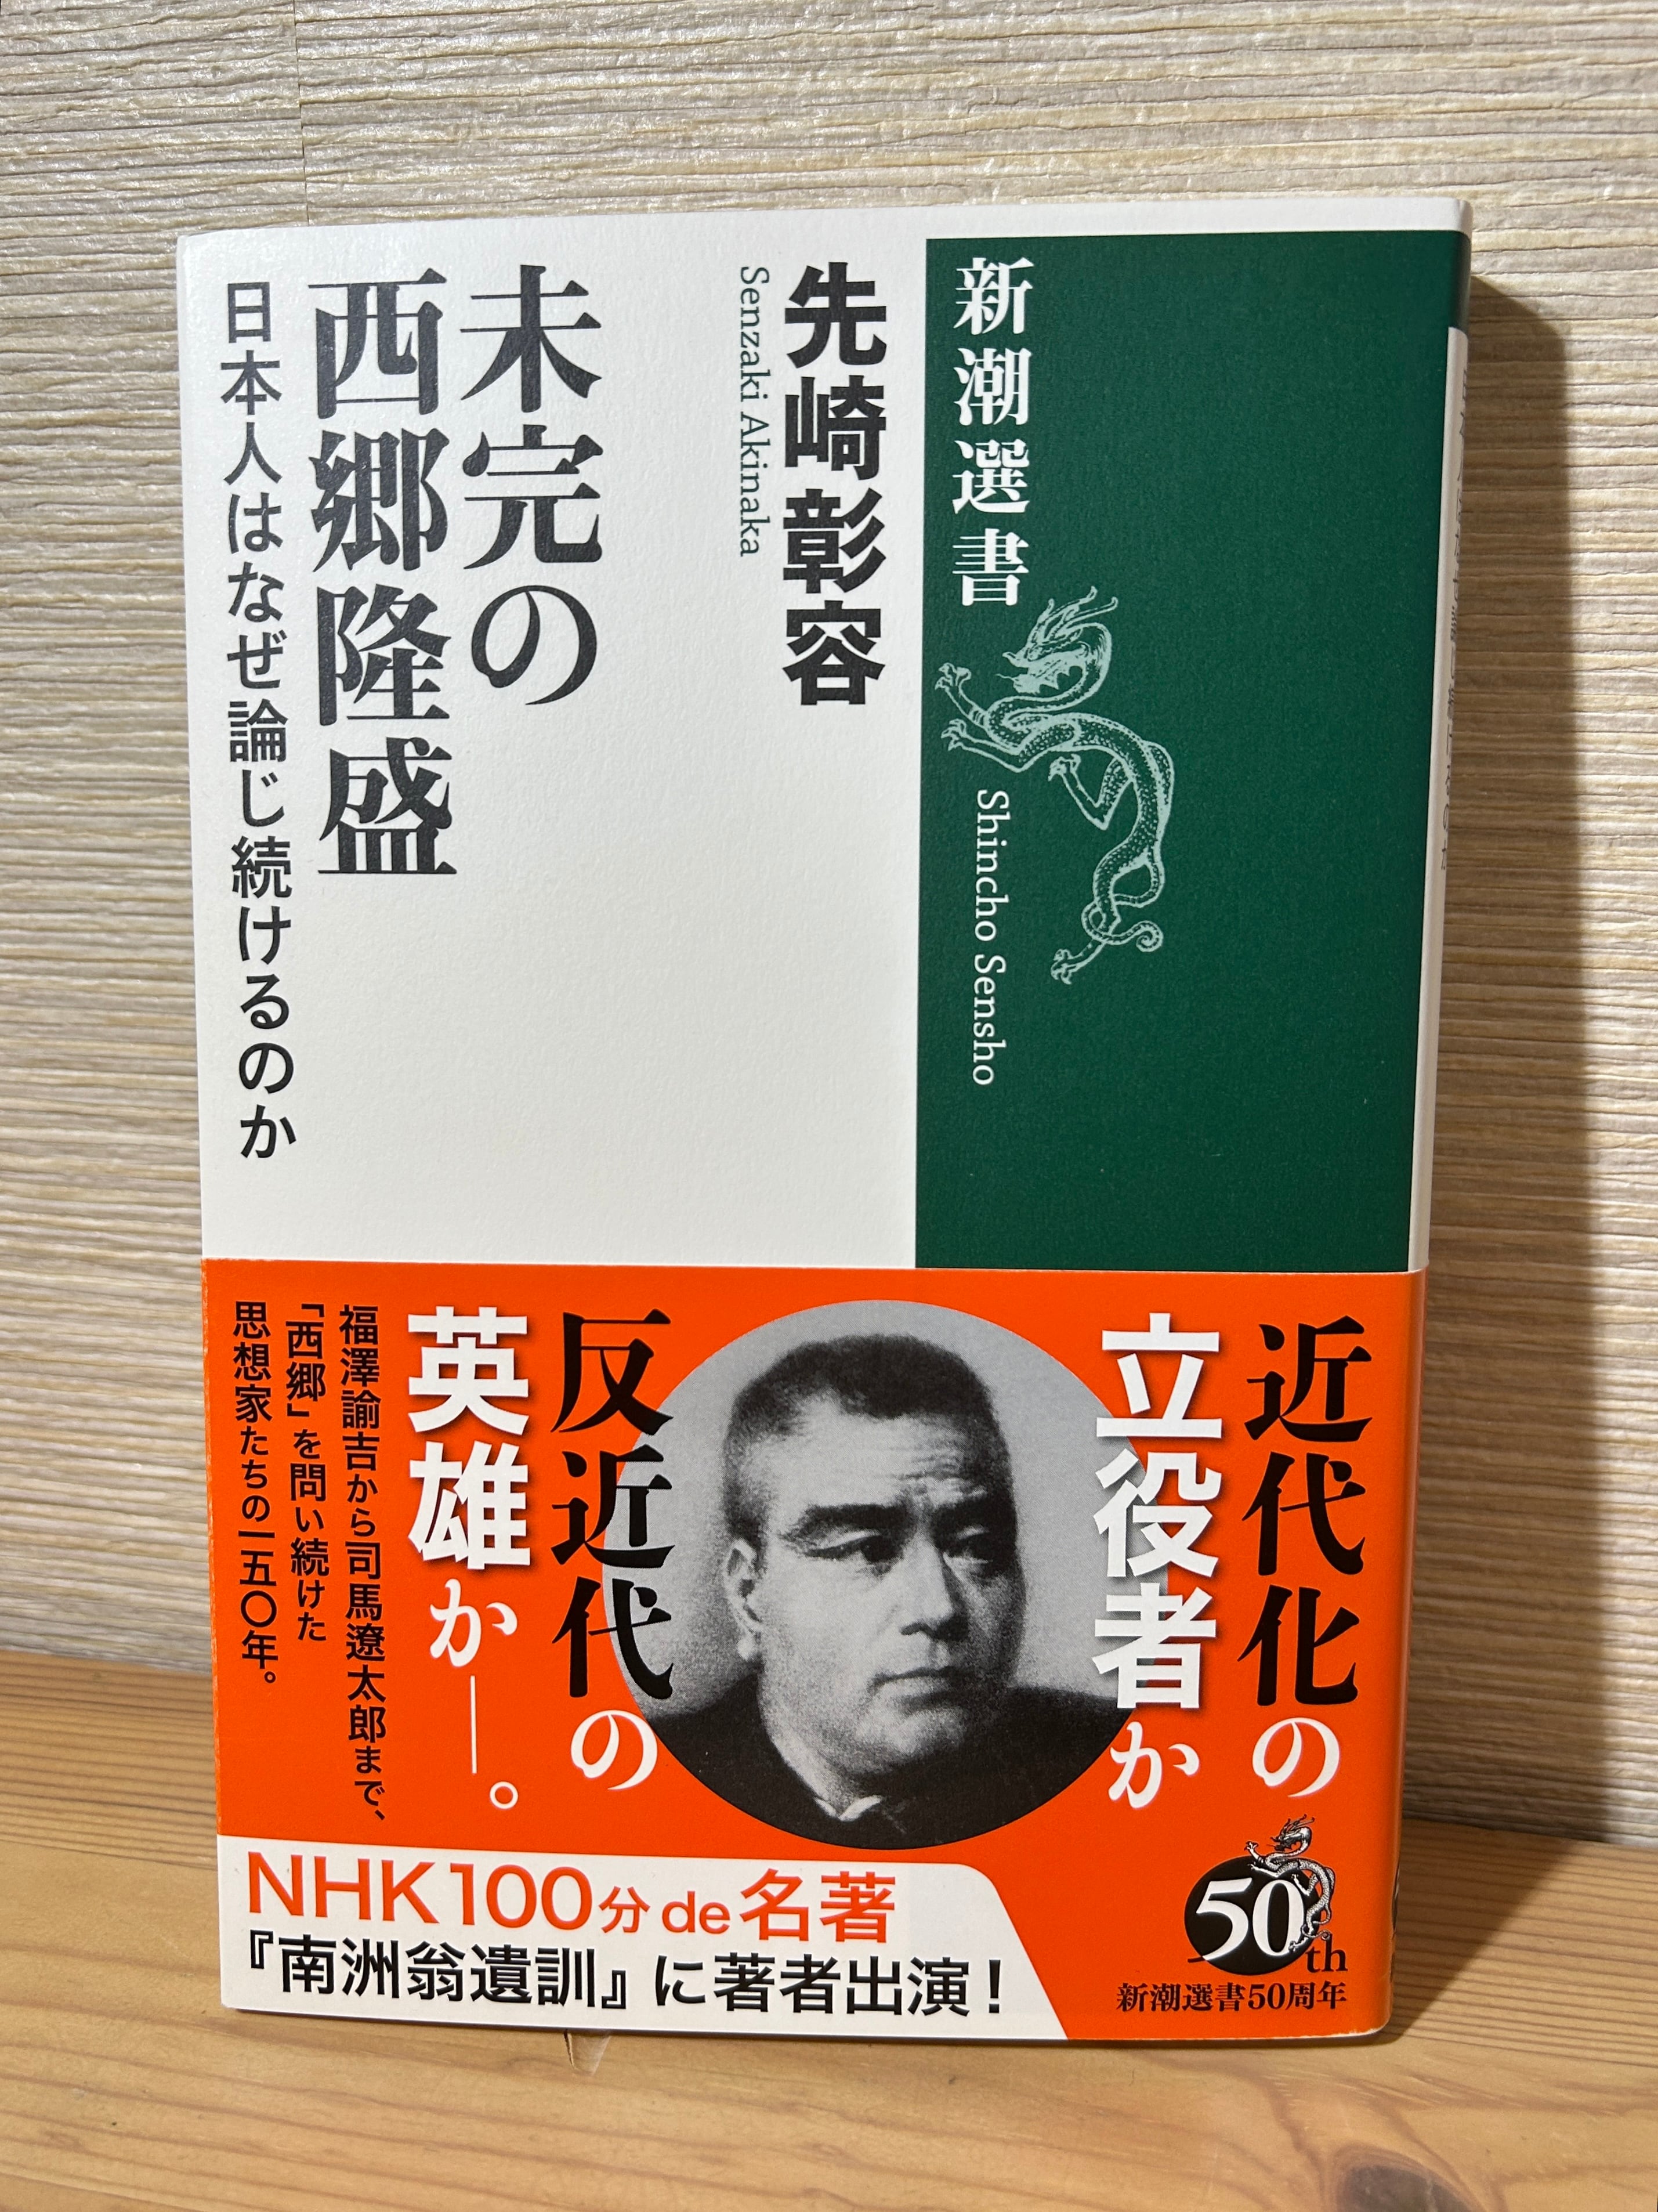 新潮選書
Shincho Sensho
先崎彰容
Senzaki Akinaka
未完の
西郷隆盛
日本人はなぜ論じ続けるのか
近代化の
立役者か
反近代の
英雄か――。
福澤諭吉から司馬遼太郎まで、
「西郷」を問い続けた
思想家たちの一五〇年。
NHK100分de名著
『南洲翁遺訓』に著者出演!
50th
新潮選書50周年